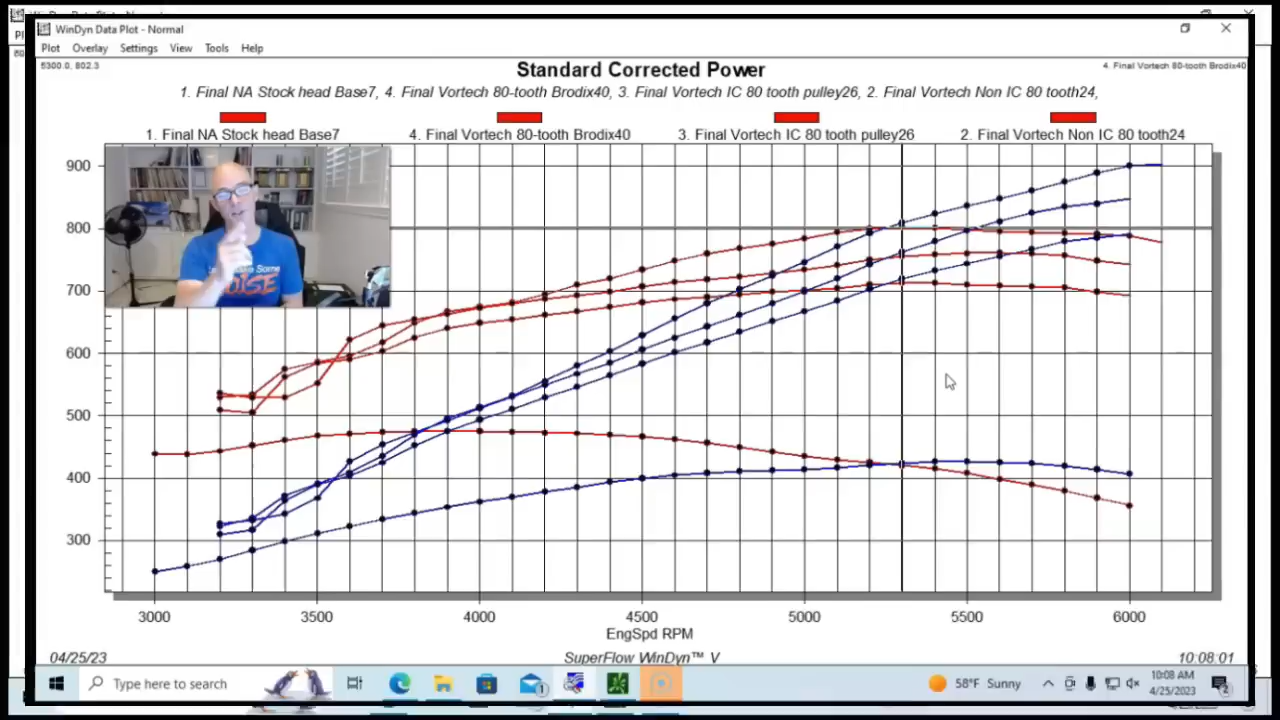 WinDyn Data Plot - Normal
Plot Overlay Settings View Tools Help
5300.0, 802.3
Standard Corrected Power
4. Final Vortech 80-tooth Brodix40
1. Final NA Stock head Base7, 4. Final Vortech 80-tooth Brodix40, 3. Final Vortech IC 80 tooth pulley26, 2. Final Vortech Non IC 80 tooth24,
1. Final NA Stock head Base7
4. Final Vortech 80-tooth Brodix40
3. Final Vortech IC 80 tooth pulley26
2. Final Vortech Non IC 80 tooth24
900
800
700
600
500
400
300
Some
NOISE
3000 3500 4000 4500 5000 5500 6000
EngSpd RPM
04/25/23
SuperFlow WinDyn™ V
10:08:01
Type here to search
1
58°F Sunny
10:08 AM
4/25/2023
2